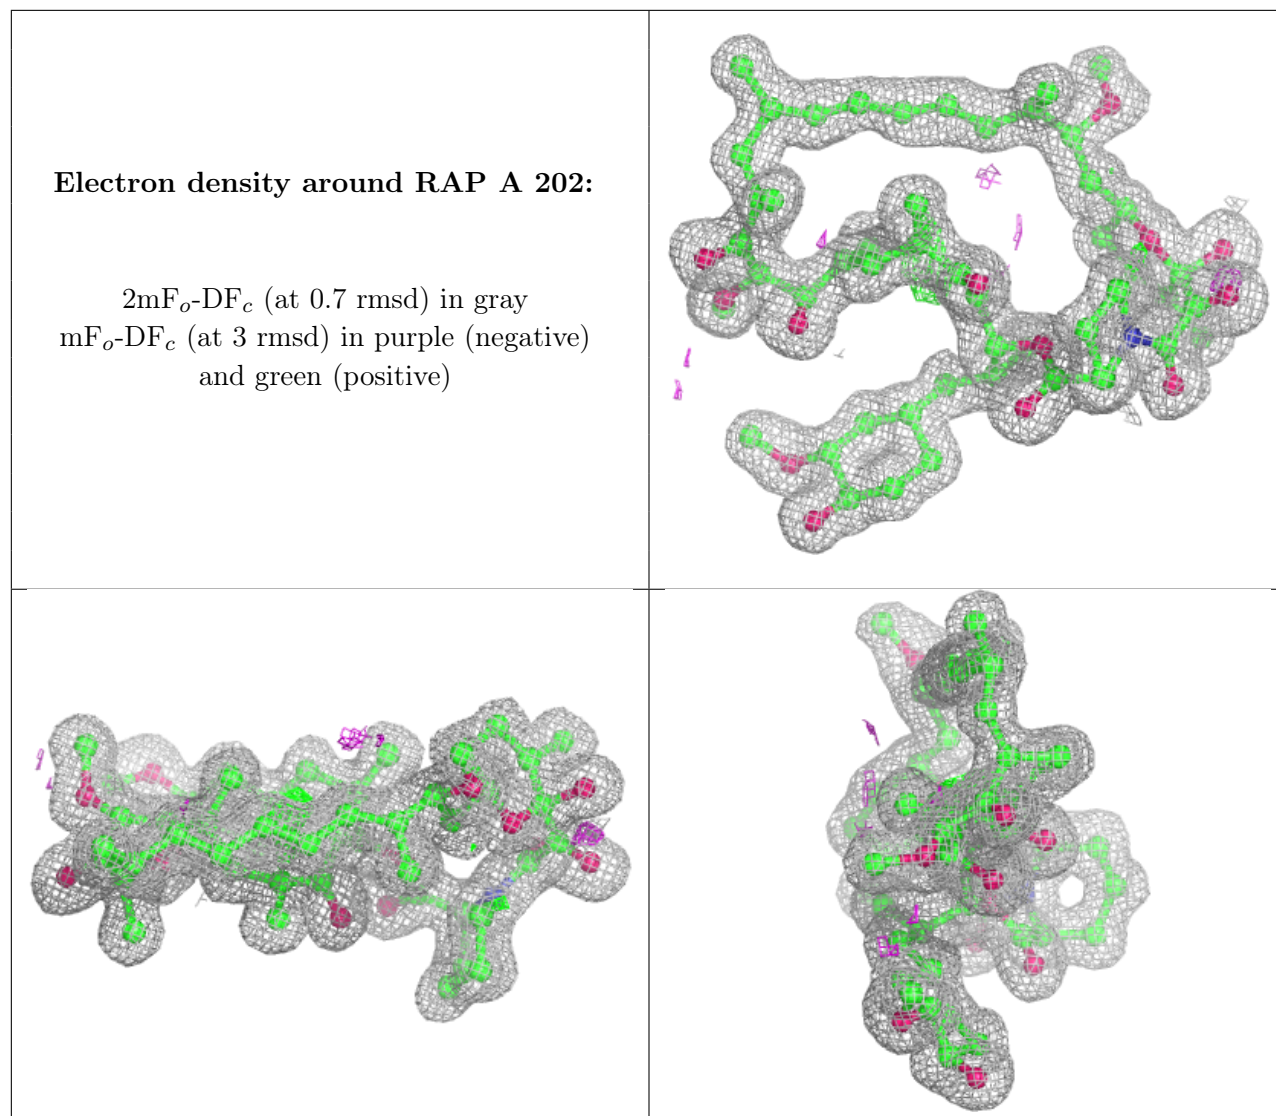 Electron density around RAP A 202:
2mFₒ-DF𝒸 (at 0.7 rmsd) in gray
mFₒ-DF𝒸 (at 3 rmsd) in purple (negative)
and green (positive)